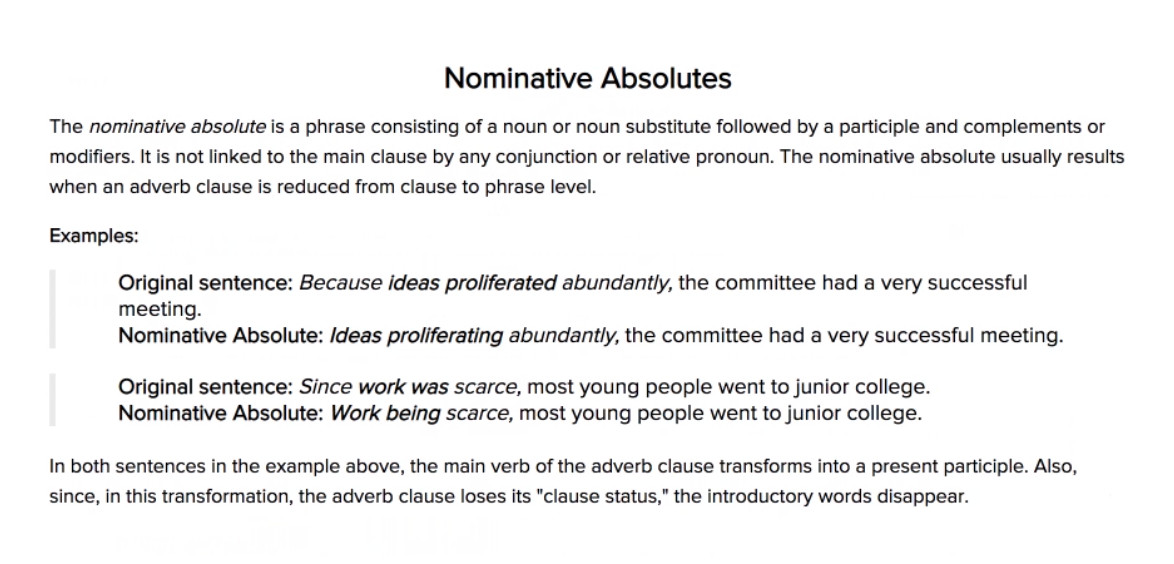 Nominative Absolutes
The nominative absolute is a phrase consisting of a noun or noun substitute followed by a participle and complements or
modifiers. It is not linked to the main clause by any conjunction or relative pronoun. The nominative absolute usually results
when an adverb clause is reduced from clause to phrase level.
Examples:
Original sentence: Because ideas proliferated abundantly, the committee had a very successful
meeting.
Nominative Absolute: Ideas proliferating abundantly, the committee had a very successful meeting.
Original sentence: Since work was scarce, most young people went to junior college.
Nominative Absolute: Work being scarce, most young people went to junior college.
In both sentences in the example above, the main verb of the adverb clause transforms into a present participle. Also,
since, in this transformation, the adverb clause loses its "clause status," the introductory words disappear.